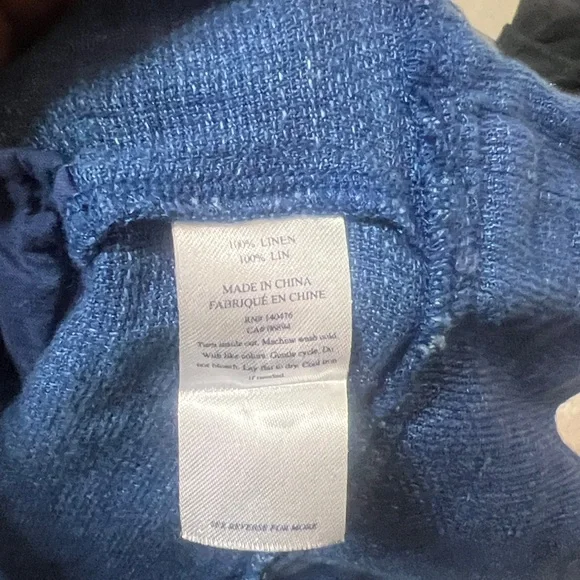 100% LINEN
100% LIN
MADE IN CHINA
FABRIQUÉ EN CHINE
RN# 140476
CA# 06894
Turn inside out. Machine wash cold.
Wash like colors. Gentle cycle. Do
not bleach. Lay flat to dry. Cool iron
if needed.
SEE REVERSE FOR MORE